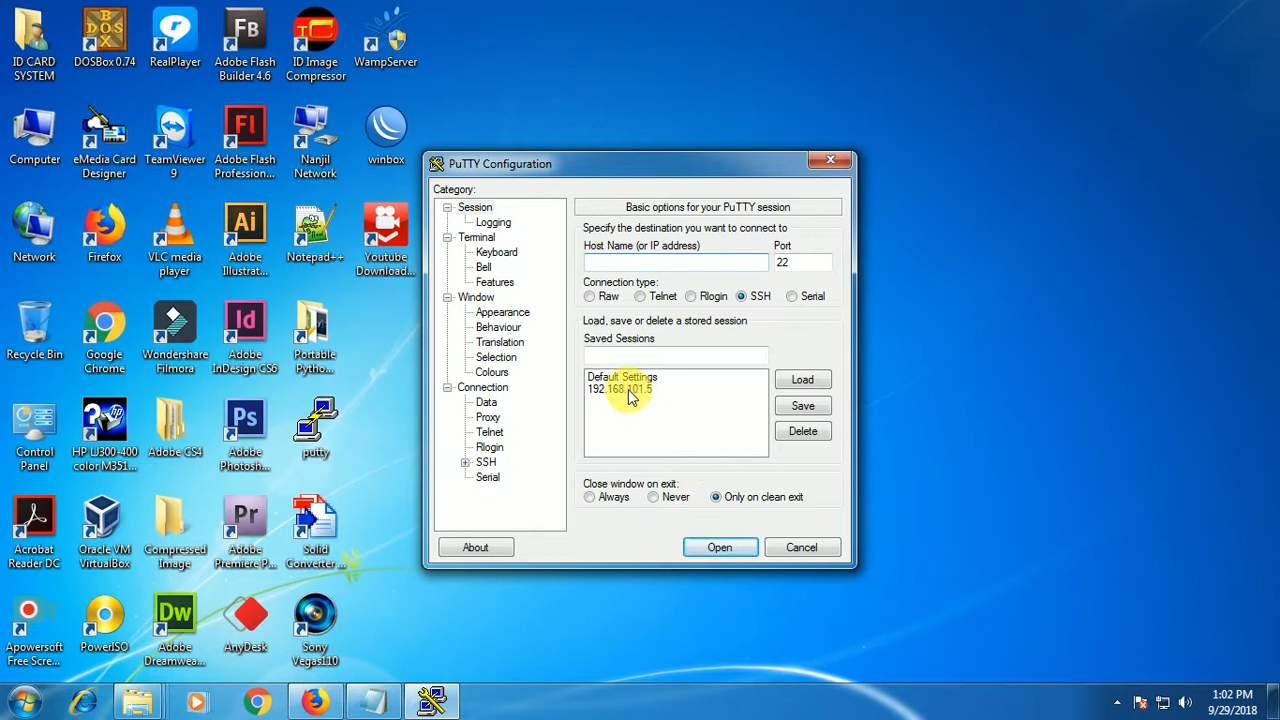 ID CARD
SYSTEM
DOSBox 0.74
RealPlayer
Adobe Flash
Builder 4.6
ID Image
Compressor
WampServer
Computer
eMedia Card
Designer
TeamViewer
9
Adobe Flash
Profession...
Nanjil
Network
winbox
Network
Firefox
VLC media
player
Adobe
Illustrat...
Notepad++
Youtube
Download...
Recycle Bin
Google
Chrome
Wondershare
Filmora
Adobe
InDesign CS6
Portable
Pytho...
Control
Panel
HP LJ300-400
color M351...
Adobe CS4
Adobe
Photosh...
putty
Acrobat
Reader DC
Oracle VM
VirtualBox
Compressed
Image
Adobe
Premiere P...
Solid
Converter ...
Apowersoft
Free Scre...
PowerISO
Adobe
Dreamwea...
AnyDesk
Sony
Vegas110
PuTTY Configuration
Category:
Session
Logging
Terminal
Keyboard
Bell
Features
Window
Appearance
Behaviour
Translation
Selection
Colours
Connection
Data
Proxy
Telnet
Rlogin
SSH
Serial
Basic options for your PuTTY session
Specify the destination you want to connect to
Host Name (or IP address)
Port
22
Connection type:
Raw
Telnet
Rlogin
SSH
Serial
Load, save or delete a stored session
Saved Sessions
Default Settings
192.168.101.5
Load
Save
Delete
Close window on exit:
Always
Never
Only on clean exit
About
Open
Cancel
1:02 PM
9/29/2018